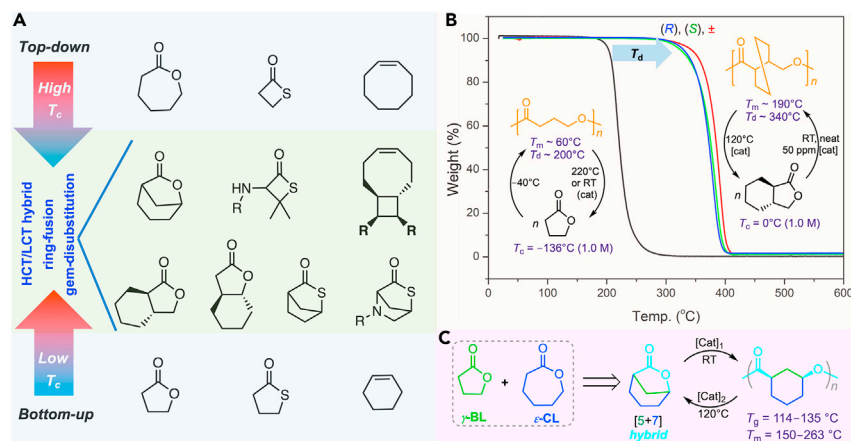 A
Top-down
High
Tc
HCT/LCT hybrid
ring-fusion
gem-disubstitution
Low
Tc
Bottom-up
O
O
O
S
O
O
O
S
HN
R
R
R
O
O
O
O
O
S
O
S
N
R
O
O
O
S
B
Weight (%)
100
80
60
40
20
0
0
100
200
300
400
500
600
Temp. (°C)
(R), (S), ±
Td
O
O
n
Tm ~ 60°C
Td ~ 200°C
-40°C
220°C
or RT
(cat)
n
O
O
Tc = −136°C (1.0 M)
O
O
n
Tm ~ 190°C
Td ~ 340°C
120°C
[cat]
RT, neat
50 ppm [cat]
n
O
O
Tc = 0°C (1.0 M)
C
O
O
γ-BL
+
O
O
ε-CL
O
O
[5+7]
hybrid
[Cat]1
RT
[Cat]2
120°C
O
O
n
Tg = 114–135 °C
Tm = 150–263 °C